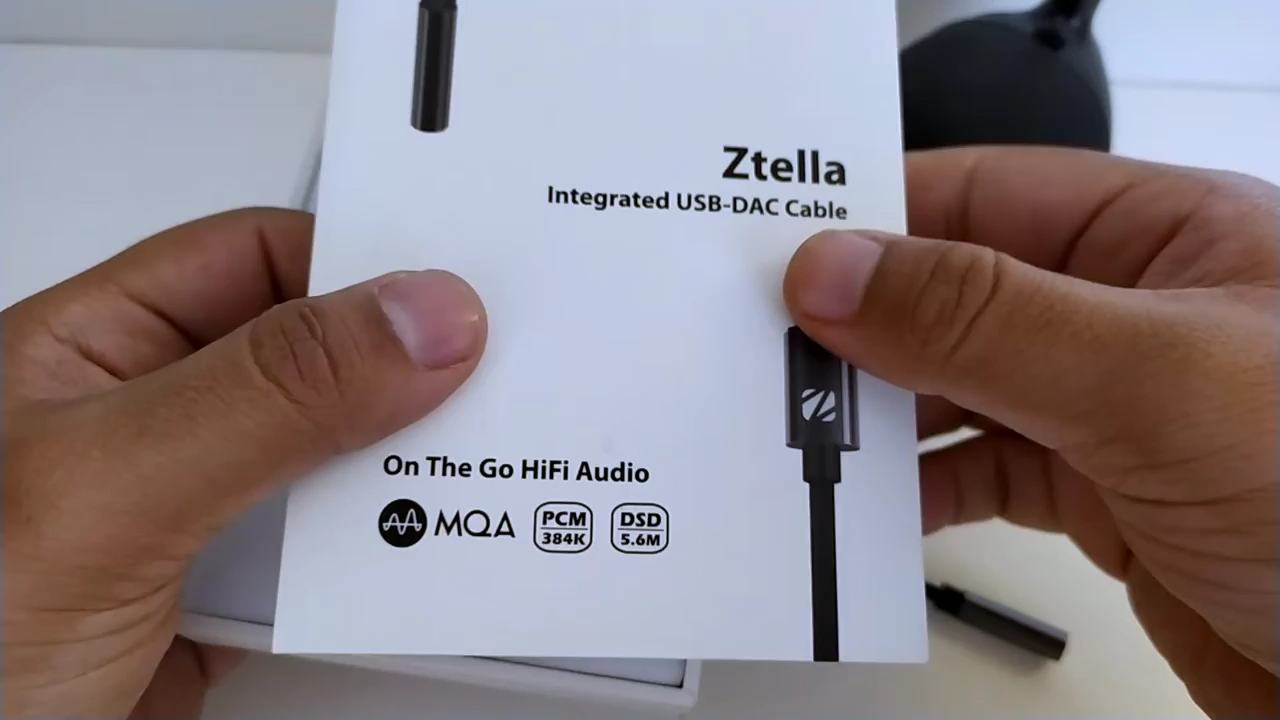 Ztella
Integrated USB-DAC Cable
On The Go HiFi Audio
MQA PCM 384K DSD 5.6M